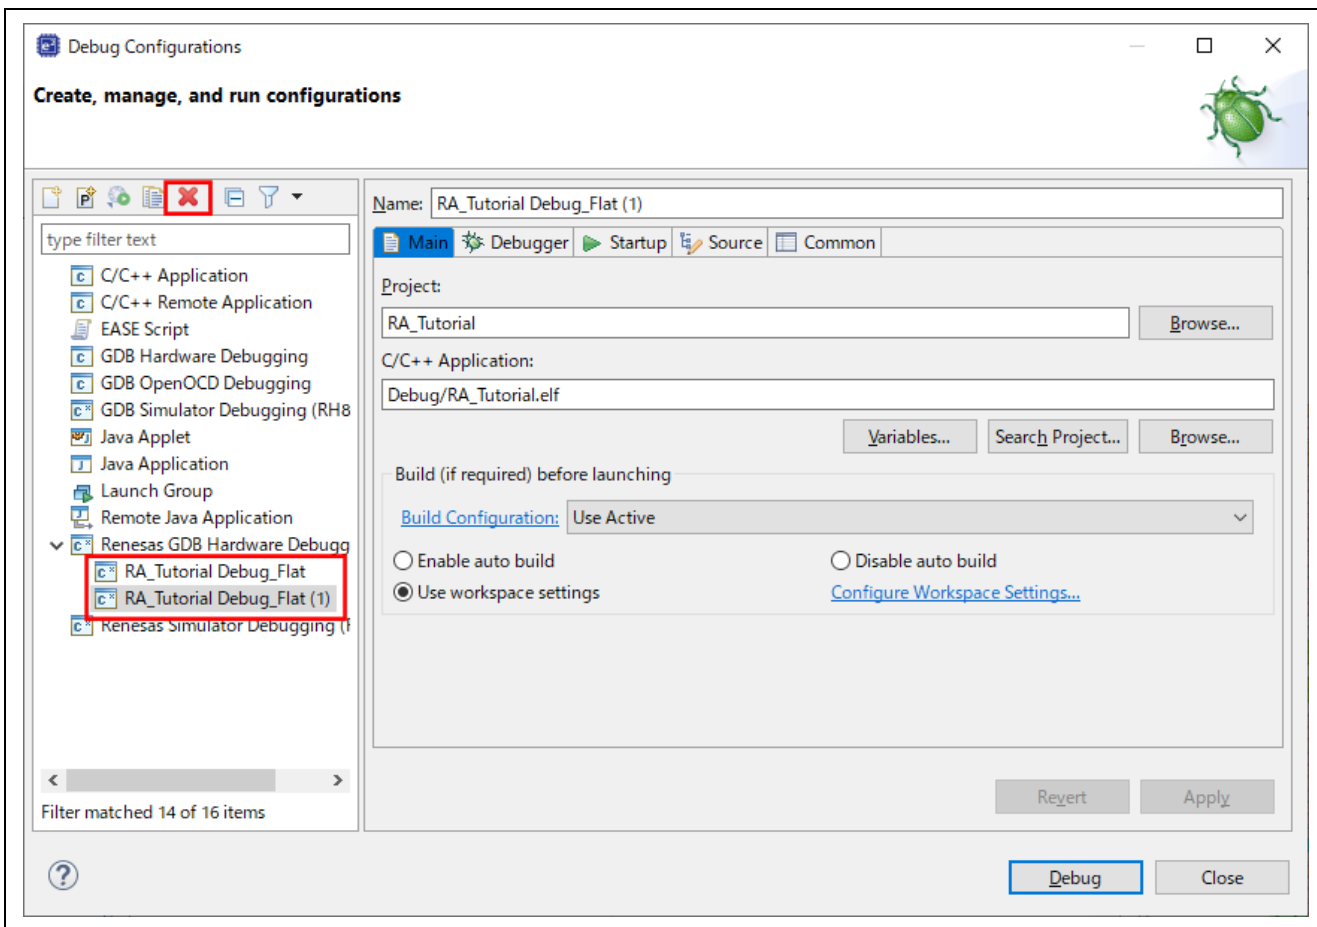 Debug Configurations
Create, manage, and run configurations
type filter text
C/C++ Application
C/C++ Remote Application
EASE Script
GDB Hardware Debugging
GDB OpenOCD Debugging
GDB Simulator Debugging (RH8
Java Applet
Java Application
Launch Group
Remote Java Application
Renesas GDB Hardware Debugg
RA_Tutorial Debug_Flat
RA_Tutorial Debug_Flat (1)
Renesas Simulator Debugging (
Filter matched 14 of 16 items
Name: RA_Tutorial Debug_Flat (1)
Main Debugger Startup Source Common
Project:
RA_Tutorial Browse...
C/C++ Application:
Debug/RA_Tutorial.elf
Variables... Search Project... Browse...
Build (if required) before launching
Build Configuration: Use Active
Enable auto build Disable auto build
Use workspace settings Configure Workspace Settings...
Revert Apply
Debug Close